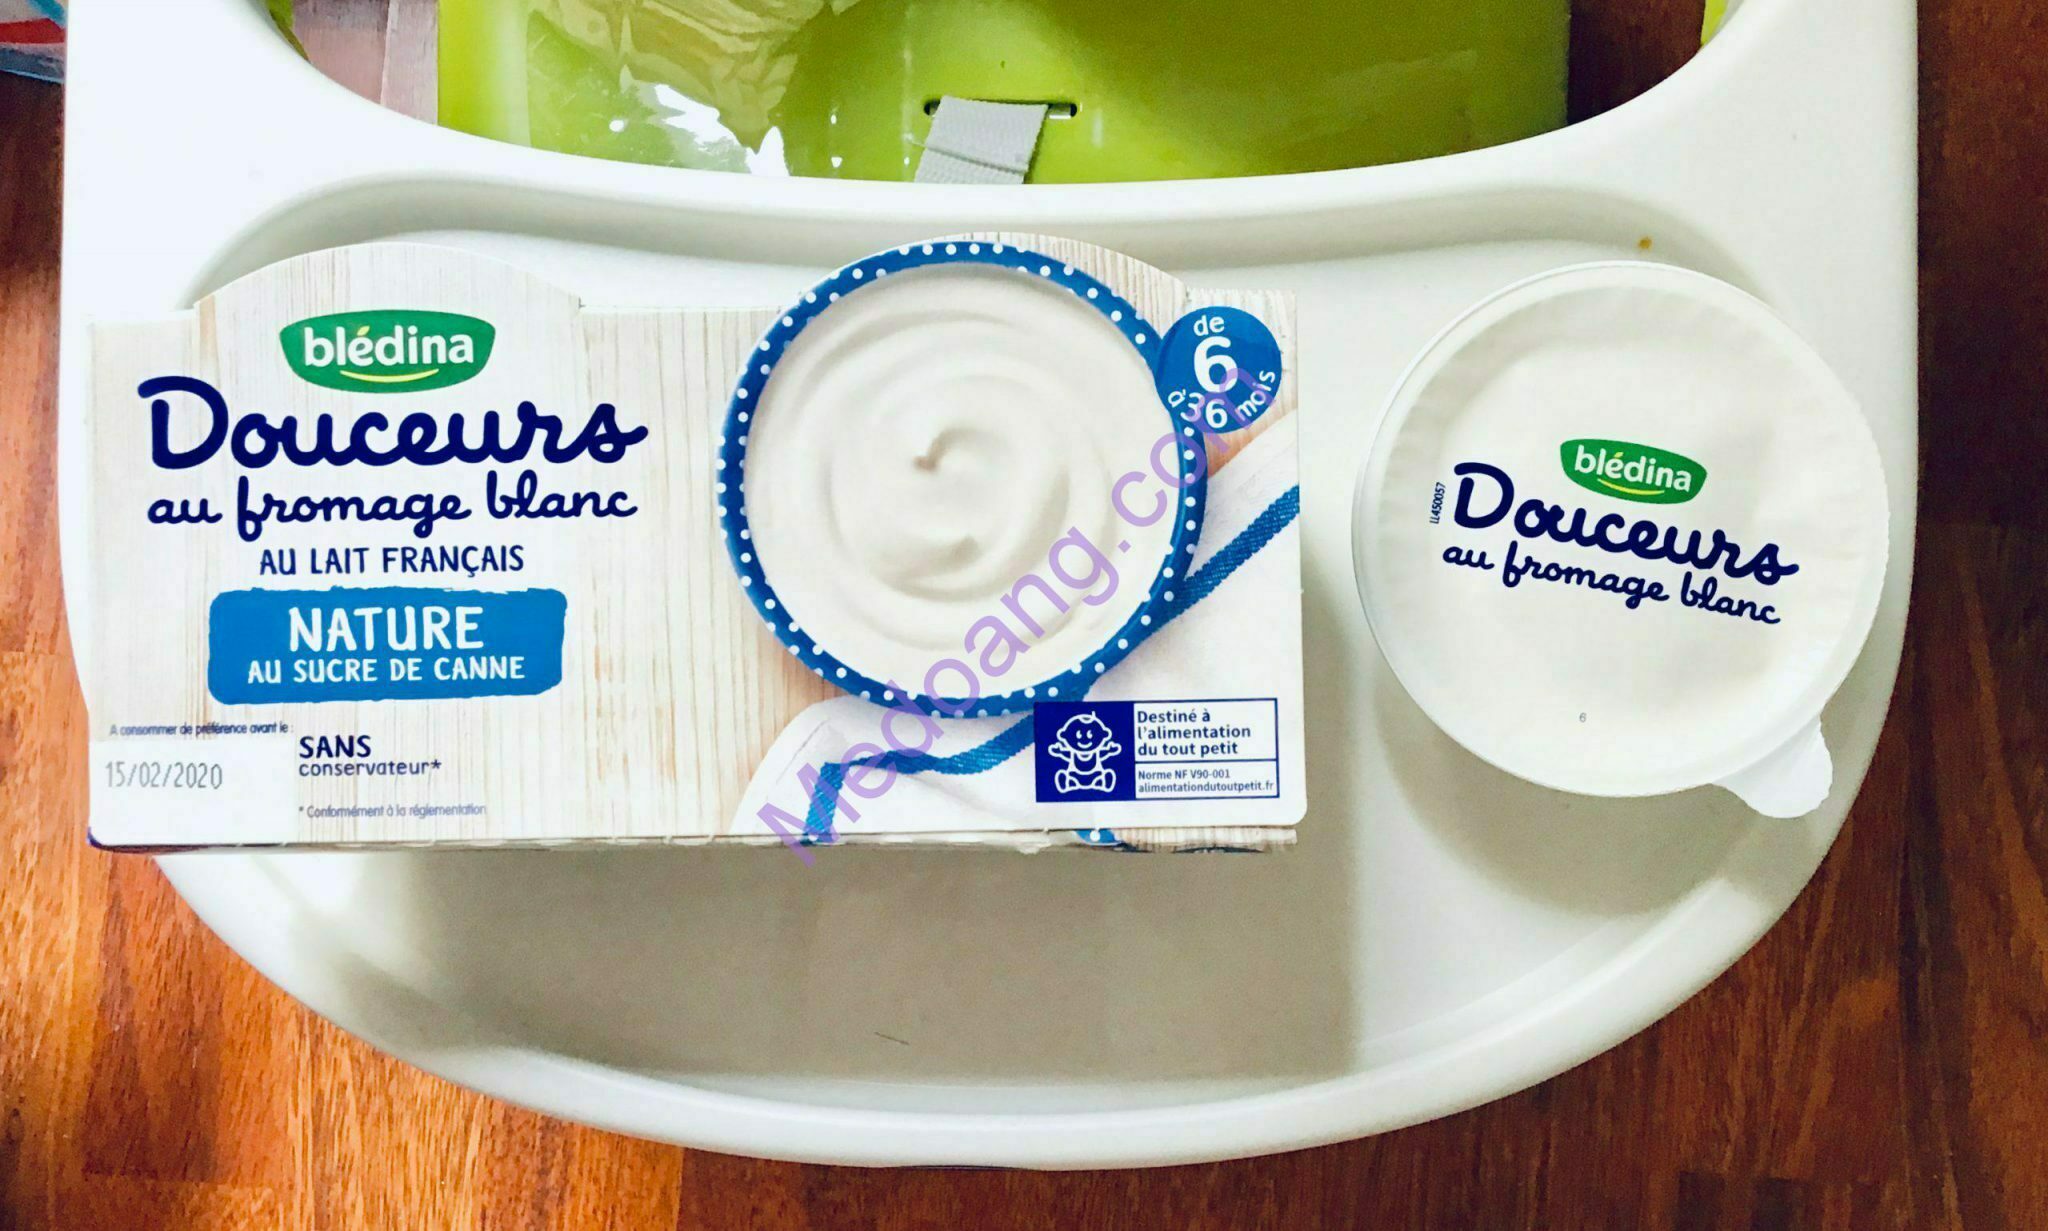 blédina
Douceurs
au fromage blanc
AU LAIT FRANÇAIS
NATURE
AU SUCRE DE CANNE
A consommer de préférence avant le :
15/02/2020
SANS
conservateur*
* Conformément à la réglementation
de
6
à 36 mois
Destiné à
l'alimentation
du tout petit
Norme NF V90-001
alimentationdutoutpetit.fr
Medoang.com
blédina
LL450057
Douceurs
au fromage blanc
6